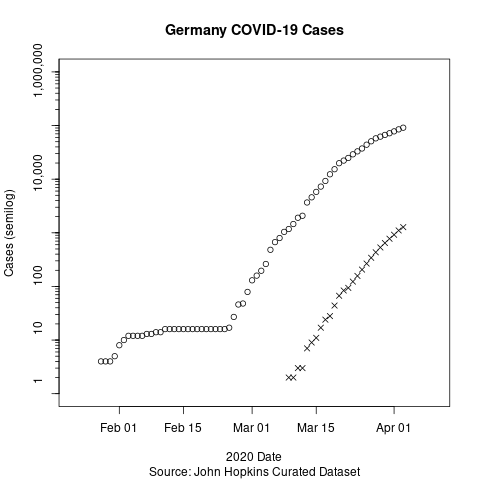 Germany COVID-19 Cases
Cases (semilog)
1,000,000
10,000
100
10
1
Feb 01 Feb 15 Mar 01 Mar 15 Apr 01
2020 Date
Source: John Hopkins Curated Dataset